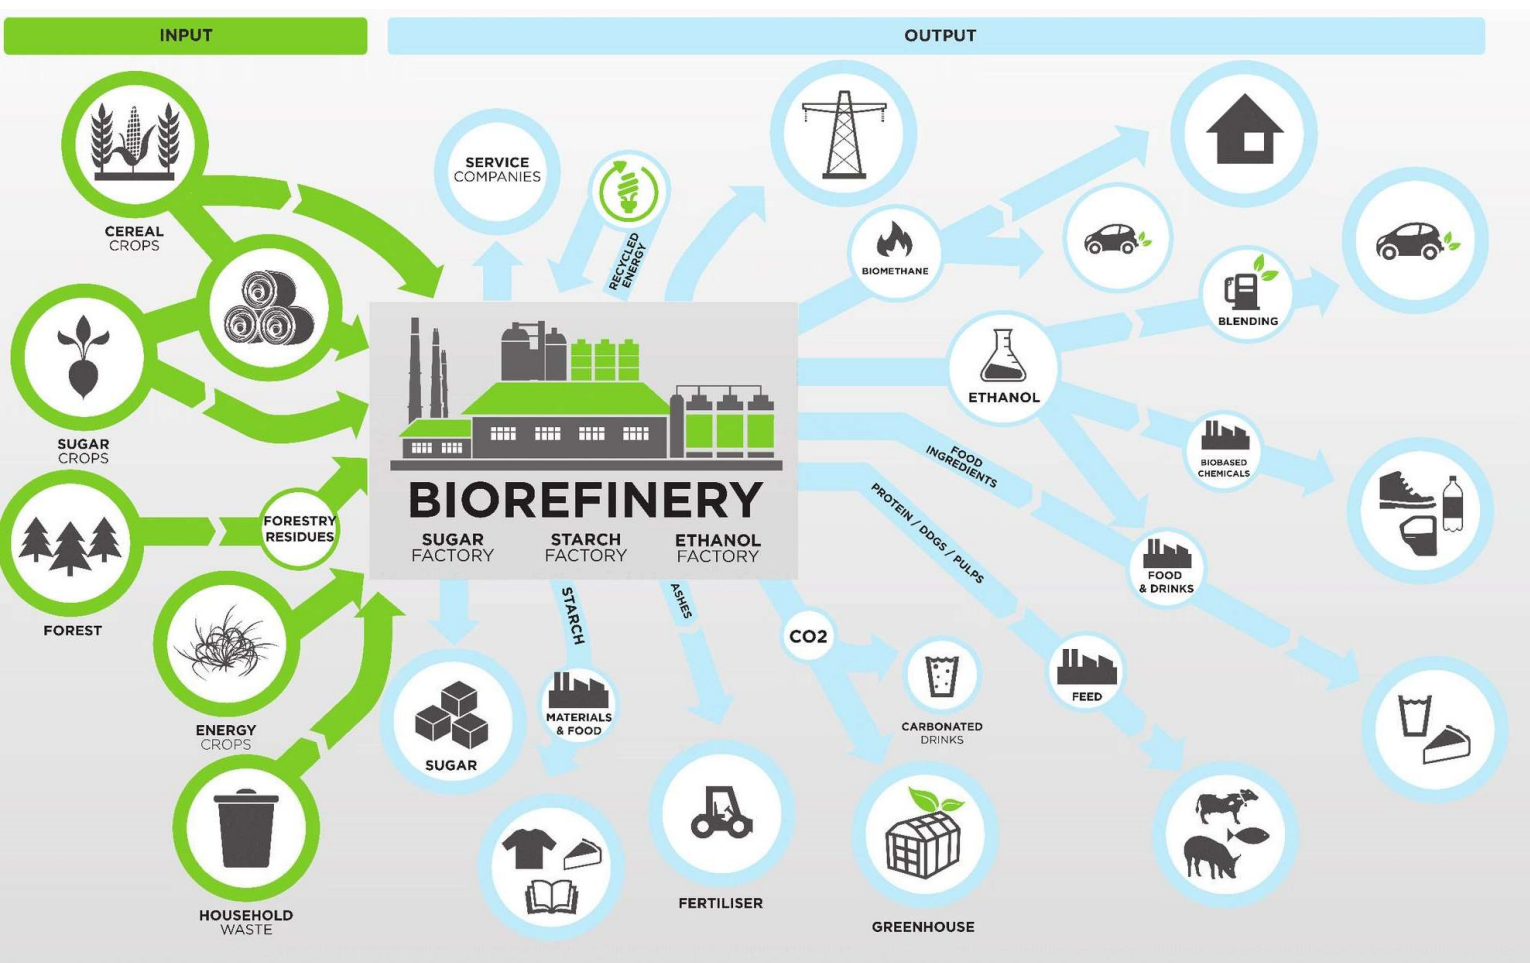 INPUT
OUTPUT
CEREAL
CROPS
SUGAR
CROPS
FOREST
FORESTRY
RESIDUES
ENERGY
CROPS
HOUSEHOLD
WASTE
SERVICE
COMPANIES
RECYCLED
ENERGY
BIOREFINERY
SUGAR
FACTORY
STARCH
FACTORY
ETHANOL
FACTORY
BIOMETHANE
BLENDING
ETHANOL
BIOBASED
CHEMICALS
FOOD
INGREDIENTS
FOOD
& DRINKS
PROTEIN / DDGS / PULPS
FEED
CO2
CARBONATED
DRINKS
GREENHOUSE
ASHES
FERTILISER
STARCH
MATERIALS
& FOOD
SUGAR